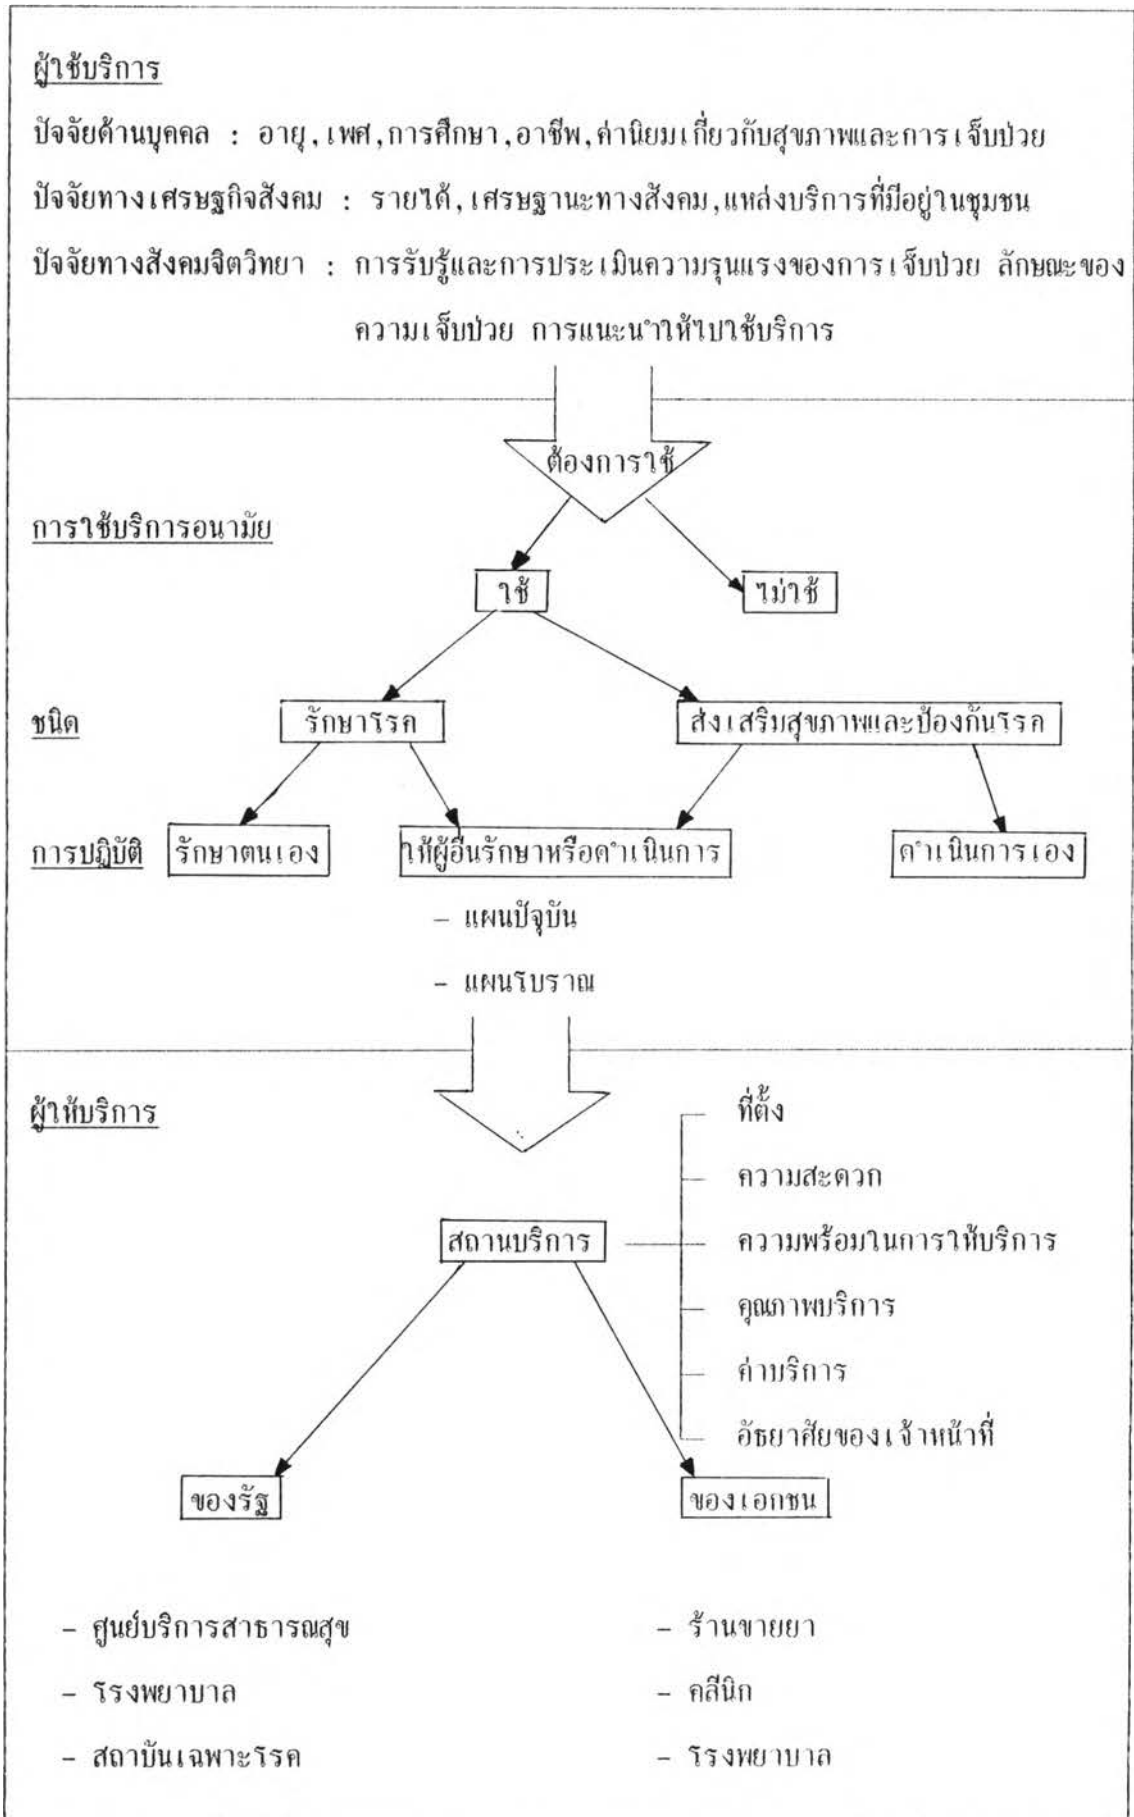 ผู้ใช้บริการ
ปัจจัยด้านบุคคล : อายุ,เพศ,การศึกษา,อาชีพ,ค่านิยมเกี่ยวกับสุขภาพและการเจ็บป่วย
ปัจจัยทางเศรษฐกิจสังคม : รายได้,เศรษฐานะทางสังคม,แหล่งบริการที่มีอยู่ในชุมชน
ปัจจัยทางสังคมจิตวิทยา : การรับรู้และการประเมินความรุนแรงของการเจ็บป่วย ลักษณะของ
ความเจ็บป่วย การแนะนำให้ไปใช้บริการ
ต้องการใช้
การใช้บริการอนามัย
ใช้ ไม่ใช้
ชนิด รักษาโรค ส่งเสริมสุขภาพและป้องกันโรค
การปฏิบัติ รักษาตนเอง ให้ผู้อื่นรักษาหรือดำเนินการ ดำเนินการเอง
- แผนปัจุบัน
- แผนโบราณ
ผู้ให้บริการ ที่ตั้ง
ความสะดวก
สถานบริการ ความพร้อมในการให้บริการ
คุณภาพบริการ
ค่าบริการ
อัธยาศัยของเจ้าหน้าที่
ของรัฐ ของเอกชน
- ศูนย์บริการสาธารณสุข - ร้านขายยา
- โรงพยาบาล - คลีนิก
- สถาบันเฉพาะโรค - โรงพยาบาล